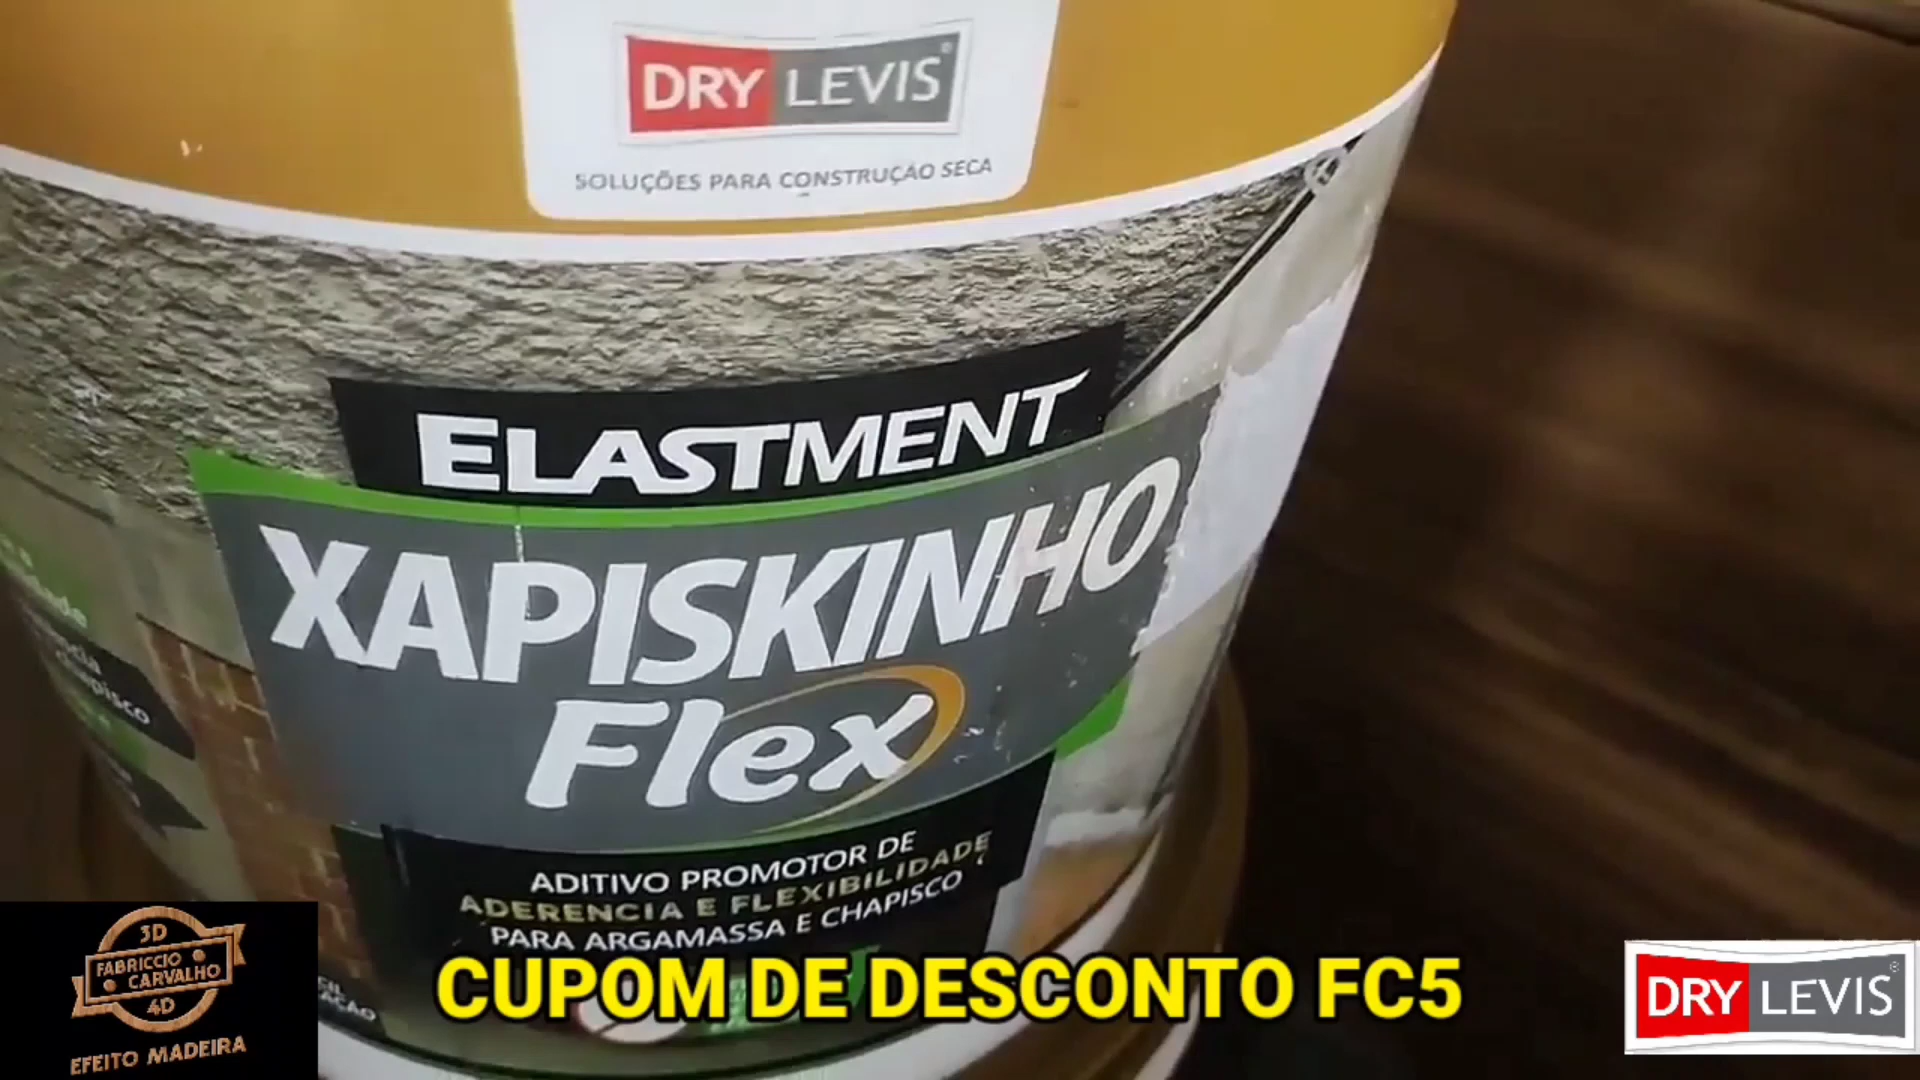 DRY LEVIS®
SOLUÇÕES PARA CONSTRUÇÃO SECA
ELASTMENT
XAPISKINHO
Flex
ADITIVO PROMOTOR DE
ADERENCIA E FLEXIBILIDADE
PARA ARGAMASSA E CHAPISCO
CUPOM DE DESCONTO FC5
3D
FABRICCIO
CARVALHO
4D
EFEITO MADEIRA
DRY LEVIS®